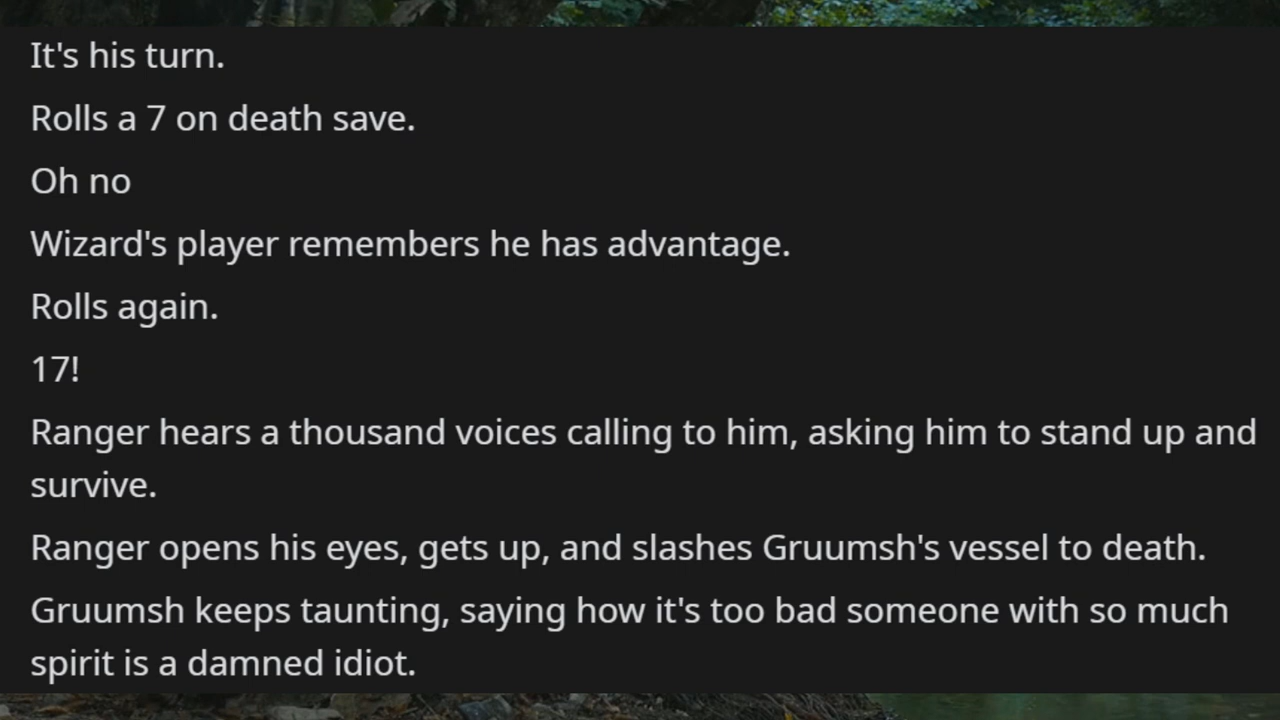 It's his turn.
Rolls a 7 on death save.
Oh no
Wizard's player remembers he has advantage.
Rolls again.
17!
Ranger hears a thousand voices calling to him, asking him to stand up and
survive.
Ranger opens his eyes, gets up, and slashes Gruumsh's vessel to death.
Gruumsh keeps taunting, saying how it's too bad someone with so much
spirit is a damned idiot.